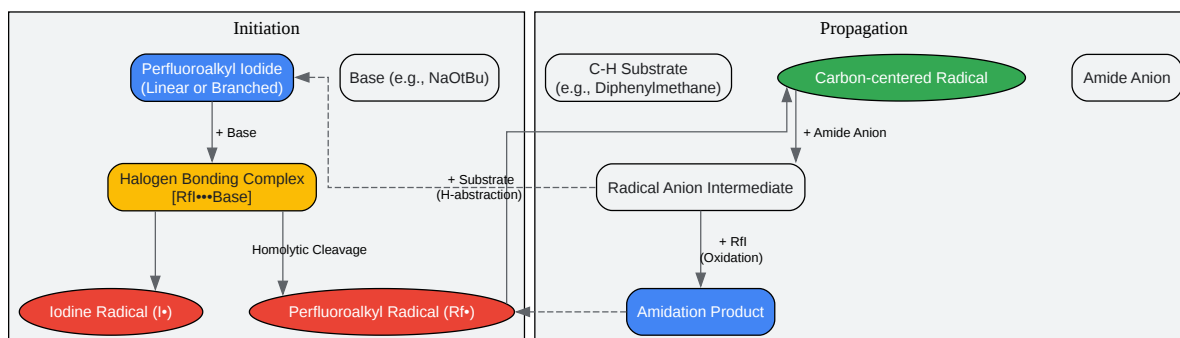 Initiation
Perfluoroalkyl Iodide
(Linear or Branched)
Base (e.g., NaOtBu)
+ Base
Halogen Bonding Complex
[RfI•••Base]
Homolytic Cleavage
Iodine Radical (I•)
Perfluoroalkyl Radical (Rf•)
+ Substrate
(H-abstraction)
Propagation
C-H Substrate
(e.g., Diphenylmethane)
Carbon-centered Radical
Amide Anion
+ Amide Anion
Radical Anion Intermediate
+ RfI
(Oxidation)
Amidation Product